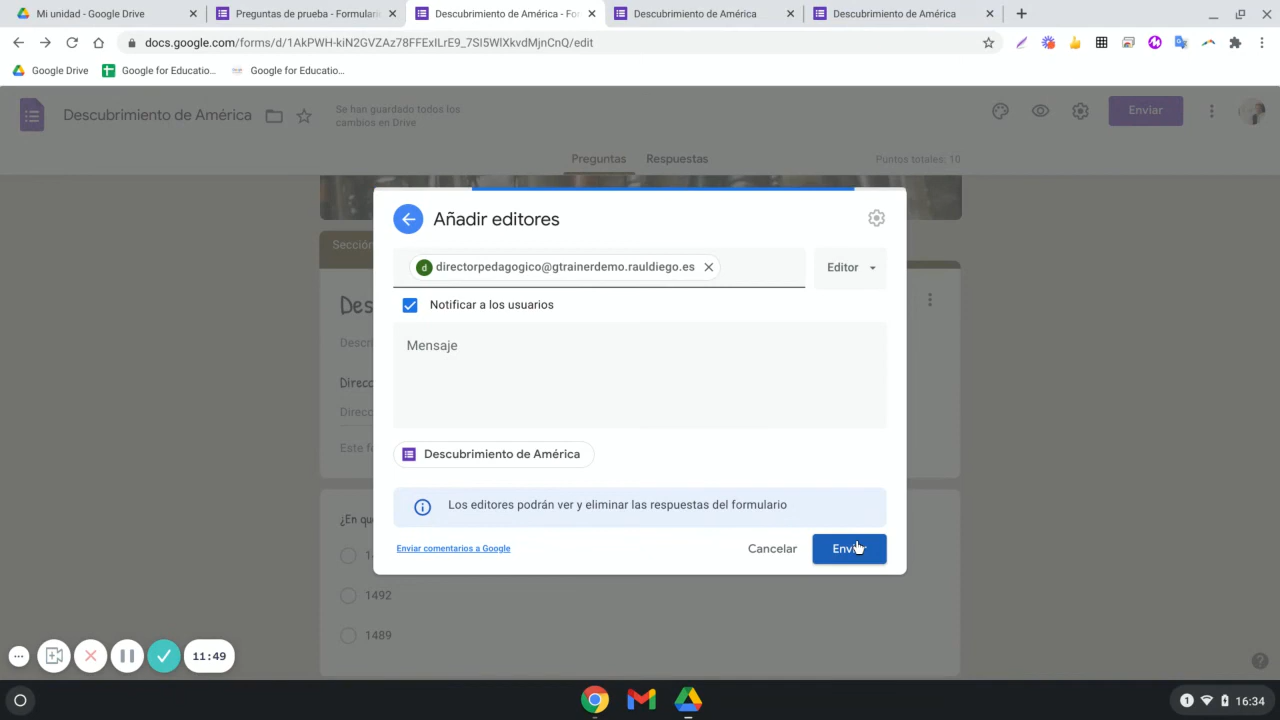 Mi unidad - Google Drive
Preguntas de prueba - Formulari
Descubrimiento de América - For
Descubrimiento de América
Descubrimiento de América
docs.google.com/forms/d/1AkPWH-kiN2GVZAz78FFExILrE9_7SI5WlXkvdMjnCnQ/edit
Google Drive
Google for Educatio...
Google for Educatio...
Descubrimiento de América
Se han guardado todos los
cambios en Drive
Enviar
Preguntas
Respuestas
Puntos totales: 10
Añadir editores
Sección
d directorpedagogico@gtrainerdemo.rauldiego.es
Editor
Notificar a los usuarios
Des
Descri
Mensaje
Direcc
Direcc
Este fo
Descubrimiento de América
Los editores podrán ver y eliminar las respuestas del formulario
¿En qu
Enviar comentarios a Google
Cancelar
1492
1489
11:49
1
16:34